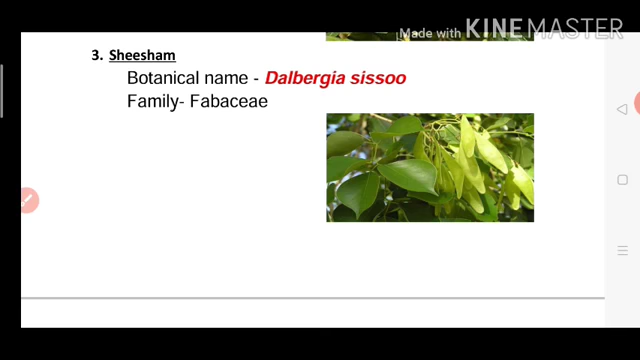 Made with KINEMASTER
3. Sheesham
Botanical name - Dalbergia sissoo
Family- Fabaceae